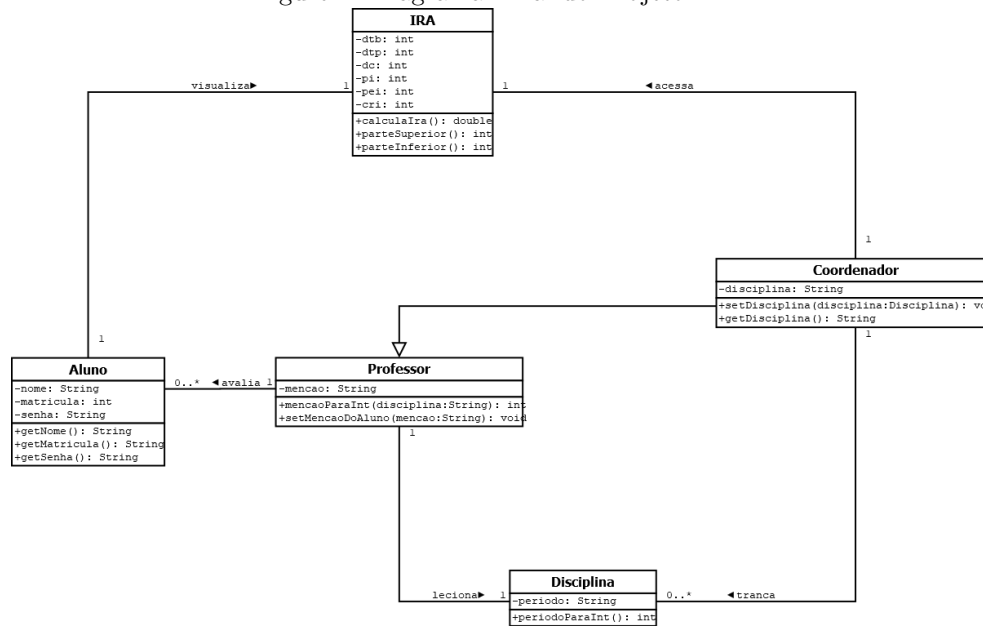 IRA
-dtb: int
-dtp: int
-dc: int
-pi: int
-pei: int
-cri: int
+calculaIra(): double
+parteSuperior(): int
+parteInferior(): int
visualiza▶
1
1
◀acessa
1
Coordenador
-disciplina: String
+setDisciplina(disciplina:Disciplina): vo
+getDisciplina(): String
1
1
Aluno
-nome: String
-matricula: int
-senha: String
+getNome(): String
+getMatricula(): String
+getSenha(): String
0..* ◀avalia 1
Professor
-mencao: String
+mencaoParaInt(disciplina:String): int
+setMencaoDoAluno(mencao:String): void
1
leciona▶ 1
Disciplina
-periodo: String
+periodoParaInt(): int
0..* ◀tranca